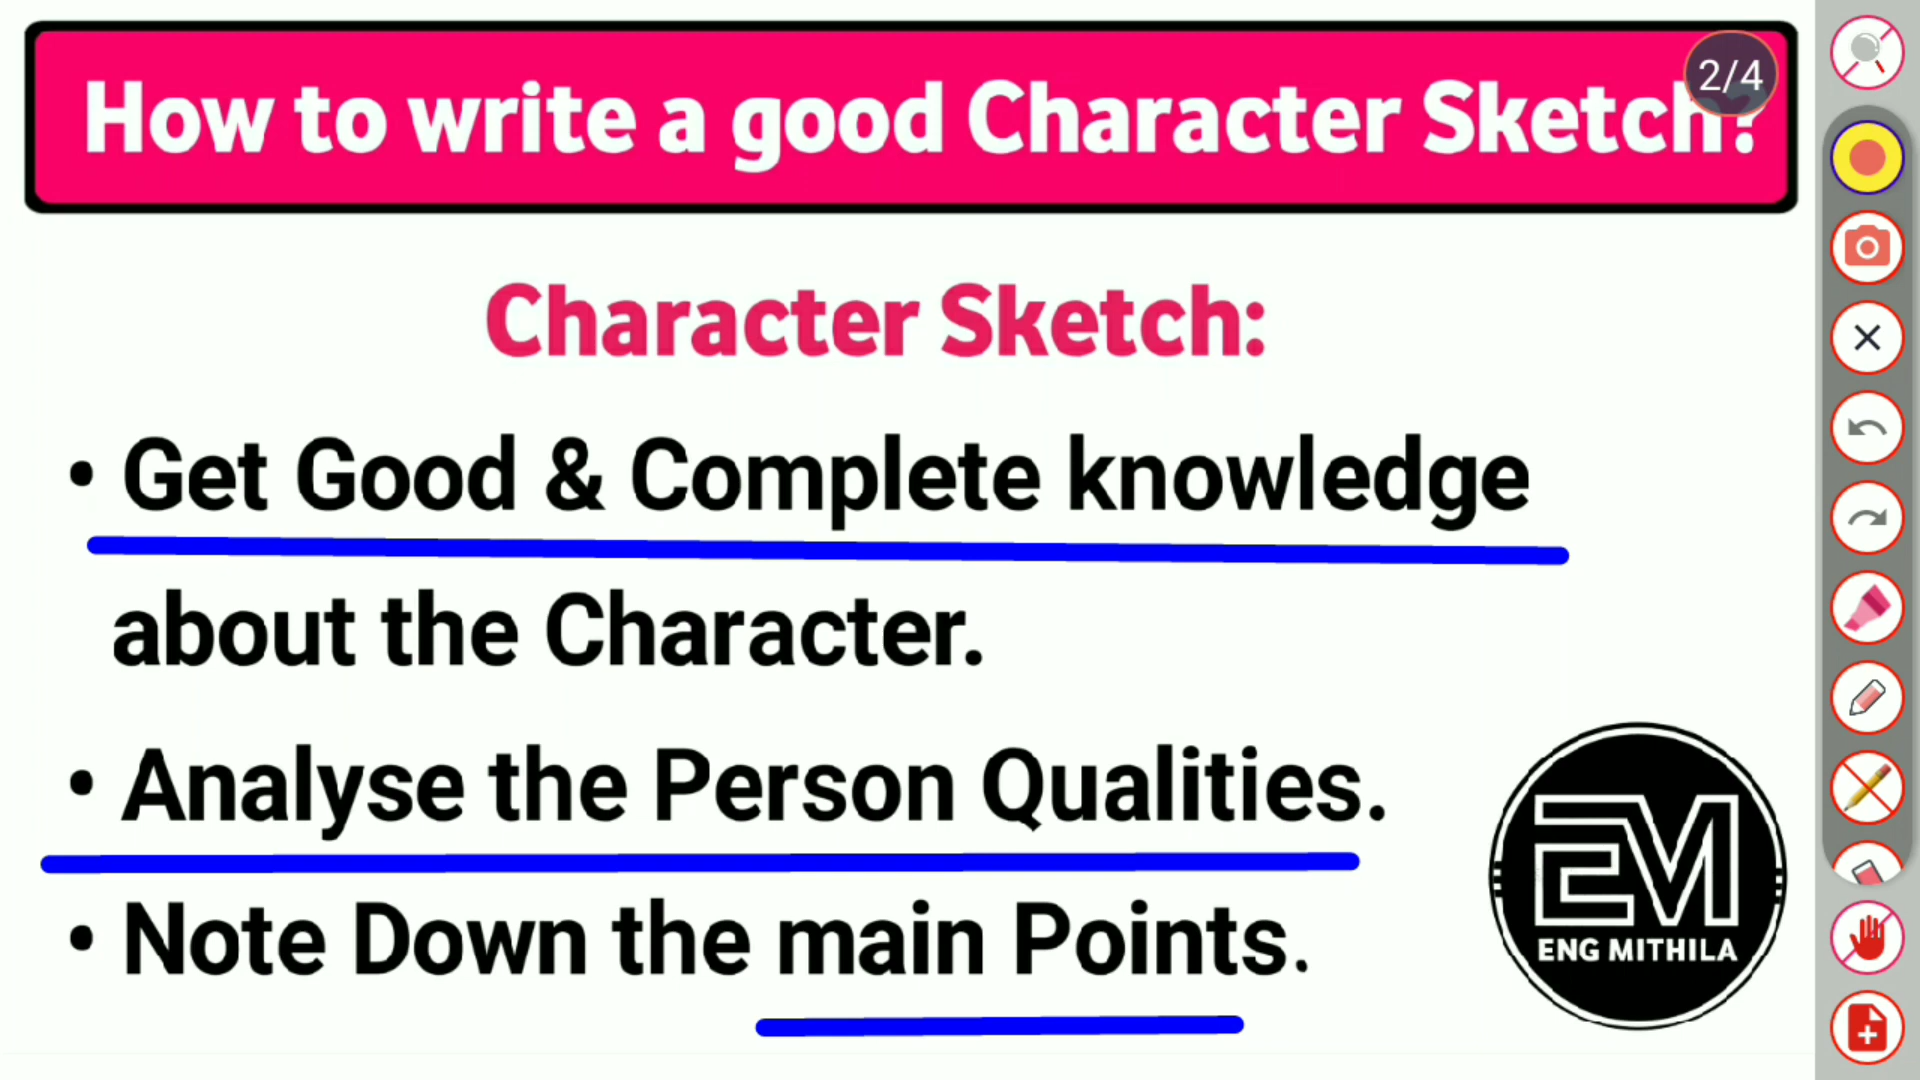 How to write a good Character Sketch?
2/4
Character Sketch:
• Get Good & Complete knowledge
about the Character.
• Analyse the Person Qualities.
• Note Down the main Points.
EM
ENG MITHILA